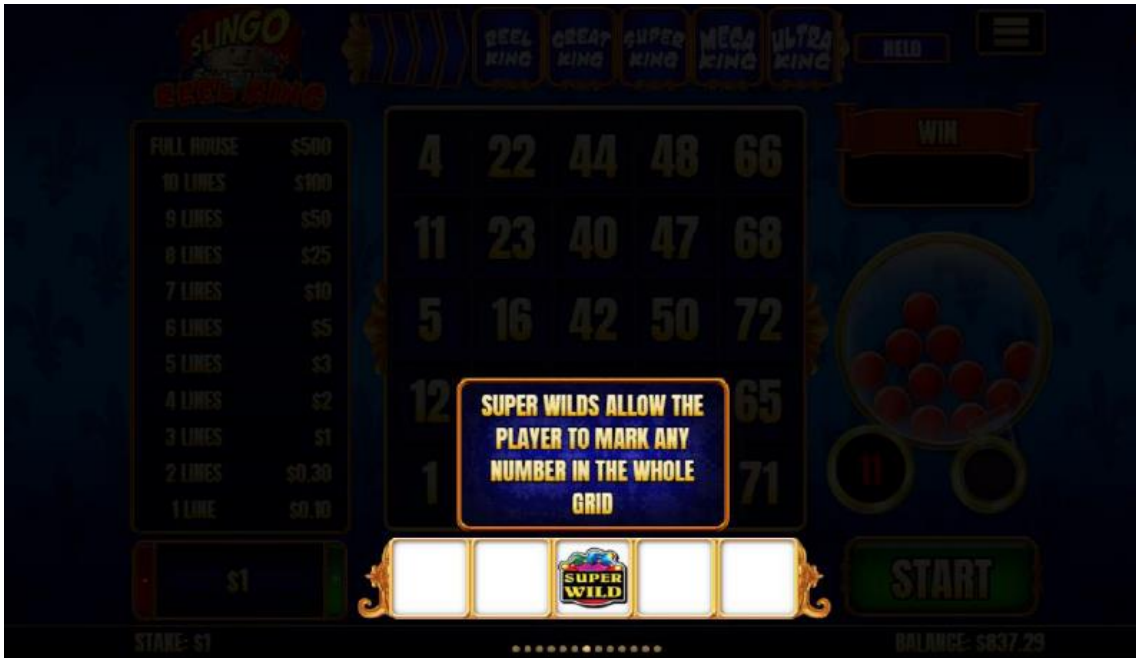 SLINGO
REEL KING
REEL KING
GREAT KING
SUPER KING
MEGA KING
ULTRA KING
HELD
FULL HOUSE $500
10 LINES $100
9 LINES $50
8 LINES $25
7 LINES $10
6 LINES $5
5 LINES $3
4 LINES $2
3 LINES $1
2 LINES $0.30
1 LINE $0.10
4 22 44 48 66
11 23 40 47 68
5 16 42 50 72
12 65
1 71
WIN
11
SUPER WILDS ALLOW THE
PLAYER TO MARK ANY
NUMBER IN THE WHOLE
GRID
SUPER
WILD
$1
START
STAKE: $1
BALANCE: $837.29